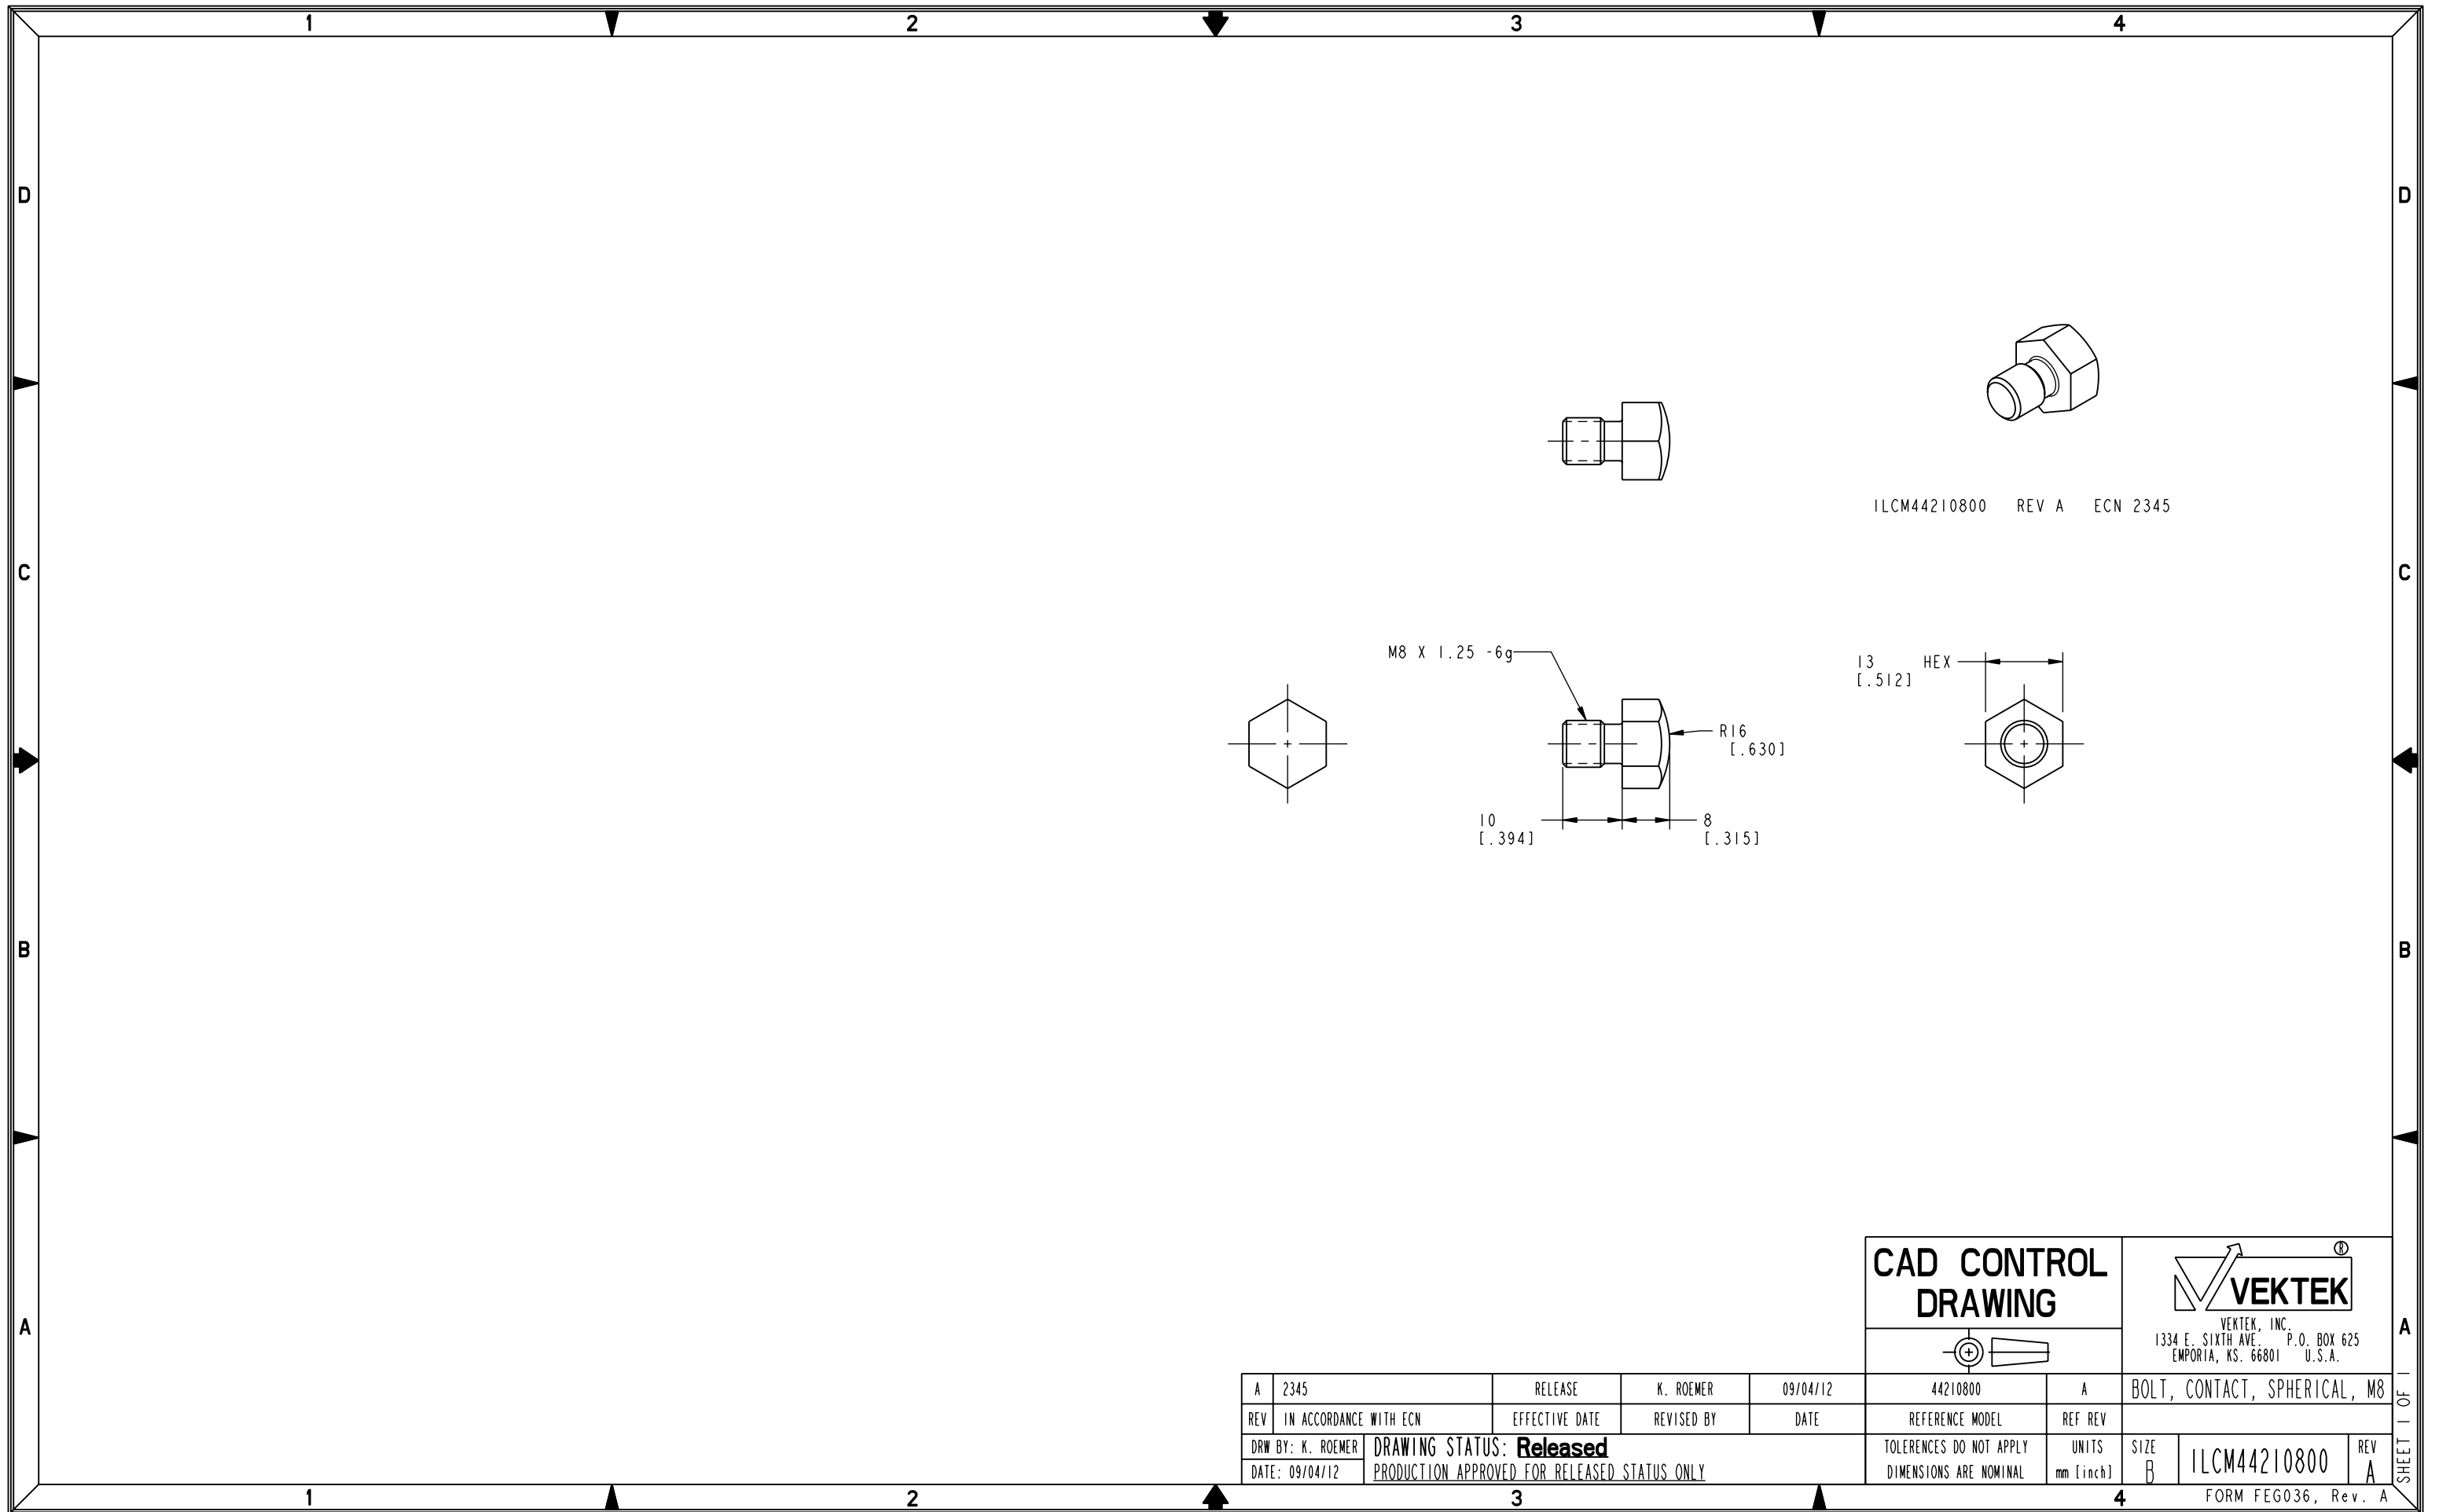 1 2 3 4
D D
ILCM44210800 REV A ECN 2345
C C
M8 X 1.25 -6g
13 HEX
[.512]
R16
[.630]
10
[.394]
8
[.315]
B B
CAD CONTROL
DRAWING
®
VEKTEK
VEKTEK, INC.
1334 E. SIXTH AVE. P.O. BOX 625
EMPORIA, KS. 66801 U.S.A.
A A
A 2345 RELEASE K. ROEMER 09/04/12 44210800 A BOLT, CONTACT, SPHERICAL, M8
REV IN ACCORDANCE WITH ECN EFFECTIVE DATE REVISED BY DATE REFERENCE MODEL REF REV
DRW BY: K. ROEMER DRAWING STATUS: Released TOLERENCES DO NOT APPLY UNITS SIZE ILCM44210800 REV
DATE: 09/04/12 PRODUCTION APPROVED FOR RELEASED STATUS ONLY DIMENSIONS ARE NOMINAL mm [inch] B A
SHEET 1 OF 1
1 2 3 4
FORM FEG036, Rev. A